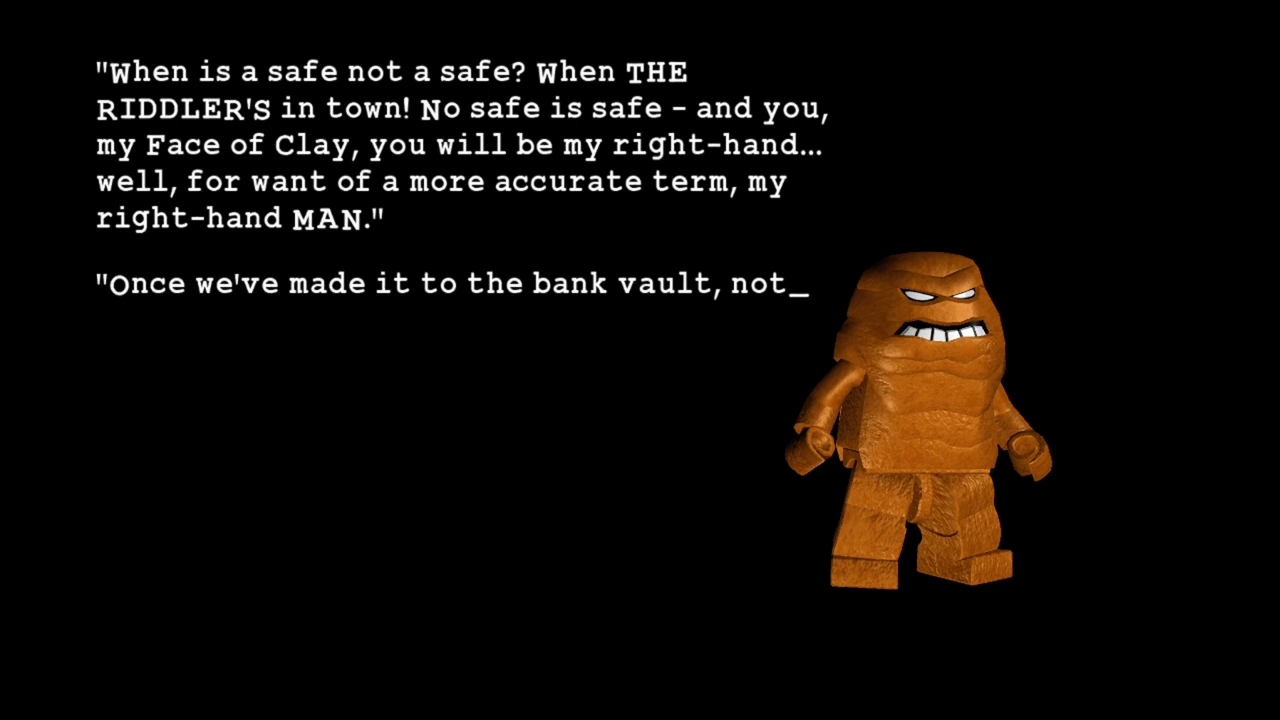 "When is a safe not a safe? When THE
RIDDLER'S in town! No safe is safe - and you,
my Face of Clay, you will be my right-hand...
well, for want of a more accurate term, my
right-hand MAN."
"Once we've made it to the bank vault, not_